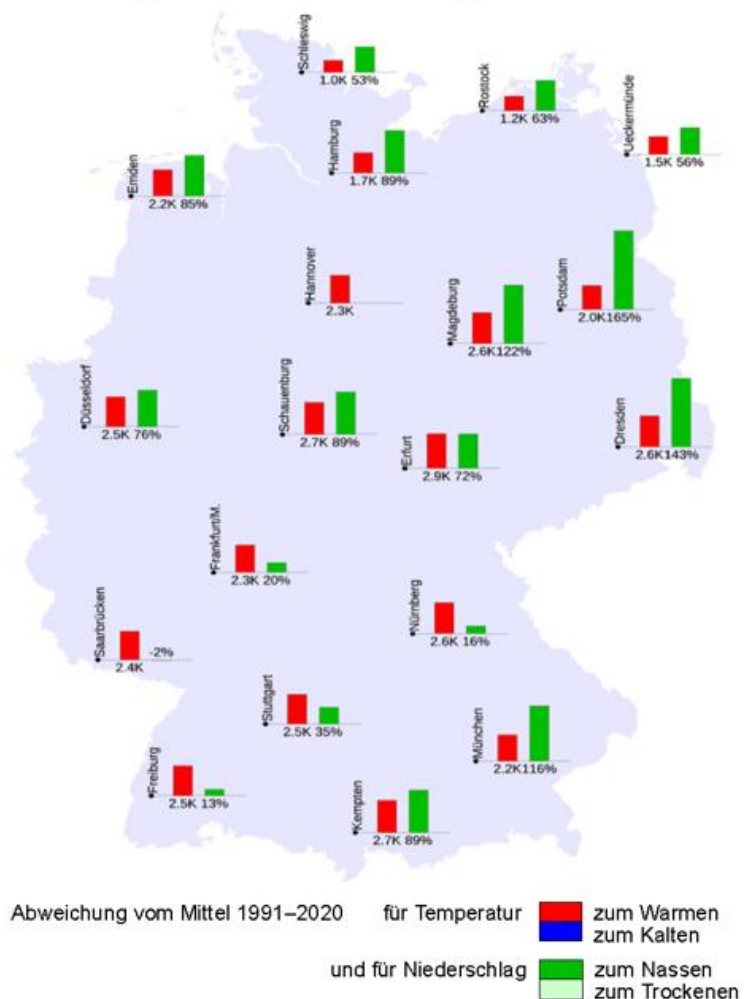 Schleswig
1.0K 53%
Rostock
1.2K 63%
Ueckermünde
1.5K 56%
Hamburg
1.7K 89%
Emden
2.2K 85%
Hannover
2.3K
Potsdam
2.0K165%
Magdeburg
2.6K122%
Düsseldorf
2.5K 76%
Schauenburg
2.7K 89%
Erfurt
2.9K 72%
Dresden
2.6K143%
Frankfurt/M.
2.3K 20%
Nürnberg
2.6K 16%
Saarbrücken
-2%
2.4K
Stuttgart
2.5K 35%
München
2.2K116%
Freiburg
2.5K 13%
Kempten
2.7K 89%
Abweichung vom Mittel 1991–2020 für Temperatur zum Warmen
zum Kalten
und für Niederschlag zum Nassen
zum Trockenen